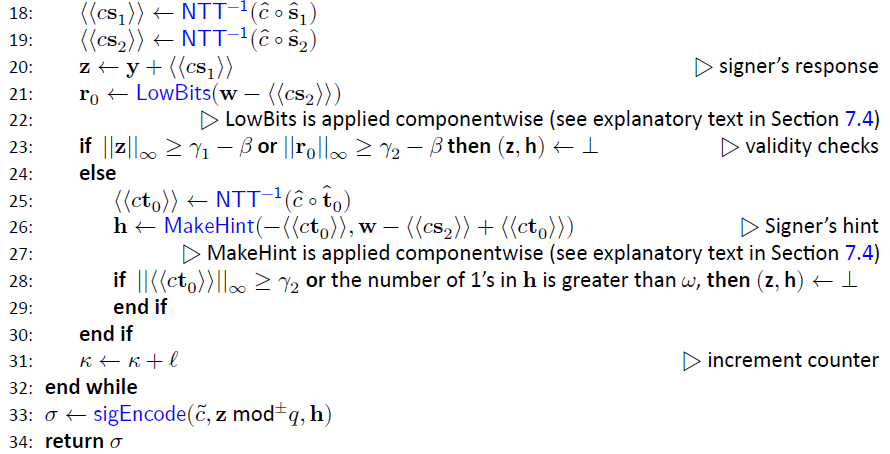 18: ⟨⟨c𝐬₁⟩⟩ ← NTT⁻¹(ĉ ∘ ŝ₁)
19: ⟨⟨c𝐬₂⟩⟩ ← NTT⁻¹(ĉ ∘ ŝ₂)
20: 𝐳 ← 𝐲 + ⟨⟨c𝐬₁⟩⟩ ▷ signer’s response
21: 𝐫₀ ← LowBits(𝐰 − ⟨⟨c𝐬₂⟩⟩)
22: ▷ LowBits is applied componentwise (see explanatory text in Section 7.4)
23: if ||𝐳||∞ ≥ γ₁ − β or ||𝐫₀||∞ ≥ γ₂ − β then (𝐳, 𝐡) ← ⊥ ▷ validity checks
24: else
25: ⟨⟨c𝐭₀⟩⟩ ← NTT⁻¹(ĉ ∘ 𝐭̂₀)
26: 𝐡 ← MakeHint(−⟨⟨c𝐭₀⟩⟩, 𝐰 − ⟨⟨c𝐬₂⟩⟩ + ⟨⟨c𝐭₀⟩⟩) ▷ Signer’s hint
27: ▷ MakeHint is applied componentwise (see explanatory text in Section 7.4)
28: if ||⟨⟨c𝐭₀⟩⟩||∞ ≥ γ₂ or the number of 1’s in 𝐡 is greater than ω, then (𝐳, 𝐡) ← ⊥
29: end if
30: end if
31: κ ← κ + ℓ ▷ increment counter
32: end while
33: σ ← sigEncode(c̃, 𝐳 mod±q, 𝐡)
34: return σ